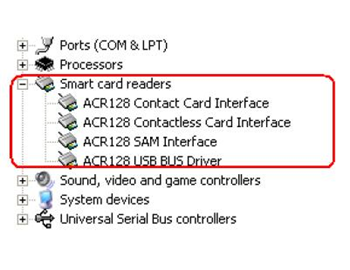 Ports (COM & LPT)
Processors
Smart card readers
ACR128 Contact Card Interface
ACR128 Contactless Card Interface
ACR128 SAM Interface
ACR128 USB BUS Driver
Sound, video and game controllers
System devices
Universal Serial Bus controllers